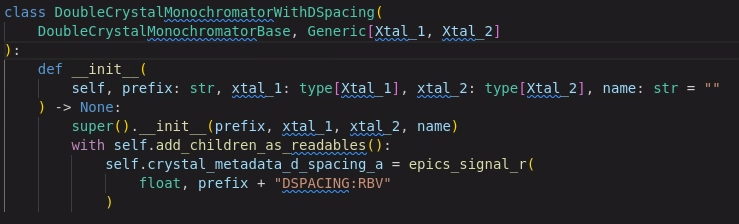 class DoubleCrystalMonochromatorWithDSpacing(
    DoubleCrystalMonochromatorBase, Generic[Xtal_1, Xtal_2]
):
    def __init__(
        self, prefix: str, xtal_1: type[Xtal_1], xtal_2: type[Xtal_2], name: str = ""
    ) -> None:
        super().__init__(prefix, xtal_1, xtal_2, name)
        with self.add_children_as_readables():
            self.crystal_metadata_d_spacing_a = epics_signal_r(
                float, prefix + "DSPACING:RBV"
            )